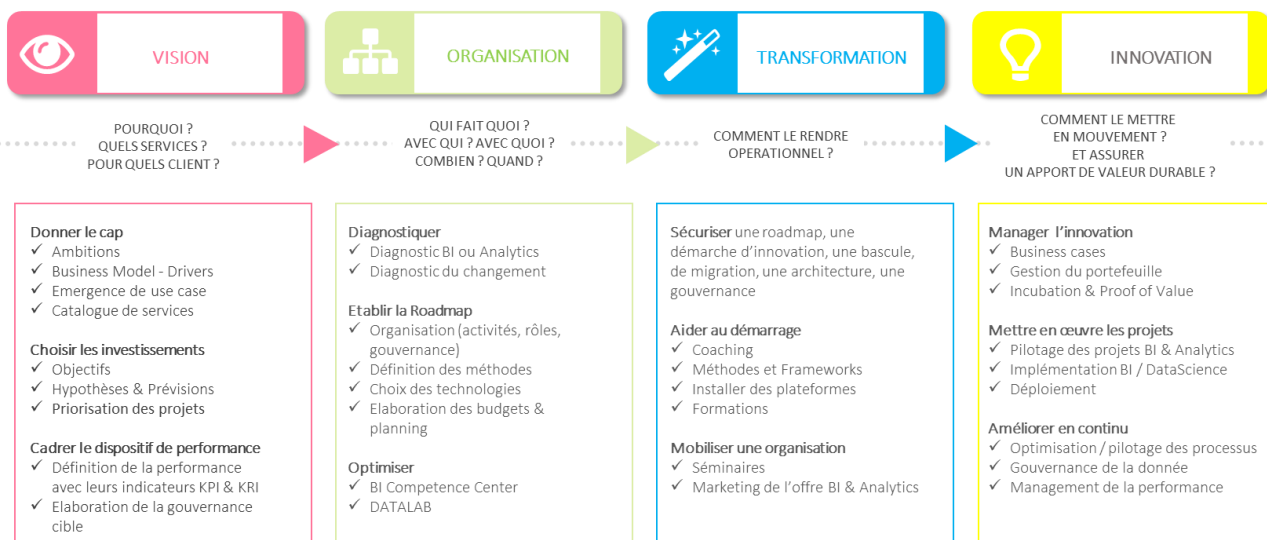 VISION
ORGANISATION
TRANSFORMATION
INNOVATION
POURQUOI ?
QUELS SERVICES ?
POUR QUELS CLIENT ?
QUI FAIT QUOI ?
AVEC QUI ? AVEC QUOI ?
COMBIEN ? QUAND ?
COMMENT LE RENDRE
OPERATIONNEL ?
COMMENT LE METTRE
EN MOUVEMENT ?
ET ASSURER
UN APPORT DE VALEUR DURABLE ?
Donner le cap
✓ Ambitions
✓ Business Model - Drivers
✓ Emergence de use case
✓ Catalogue de services
Choisir les investissements
✓ Objectifs
✓ Hypothèses & Prévisions
✓ Priorisation des projets
Cadrer le dispositif de performance
✓ Définition de la performance
avec leurs indicateurs KPI & KRI
✓ Elaboration de la gouvernance
cible
Diagnostiquer
✓ Diagnostic BI ou Analytics
✓ Diagnostic du changement
Etablir la Roadmap
✓ Organisation (activités, rôles,
gouvernance)
✓ Définition des méthodes
✓ Choix des technologies
✓ Elaboration des budgets &
planning
Optimiser
✓ BI Competence Center
✓ DATALAB
Sécuriser une roadmap, une
démarche d'innovation, une bascule,
de migration, une architecture, une
gouvernance
Aider au démarrage
✓ Coaching
✓ Méthodes et Frameworks
✓ Installer des plateformes
✓ Formations
Mobiliser une organisation
✓ Séminaires
✓ Marketing de l'offre BI & Analytics
Manager l'innovation
✓ Business cases
✓ Gestion du portefeuille
✓ Incubation & Proof of Value
Mettre en œuvre les projets
✓ Pilotage des projets BI & Analytics
✓ Implémentation BI / DataScience
✓ Déploiement
Améliorer en continu
✓ Optimisation / pilotage des processus
✓ Gouvernance de la donnée
✓ Management de la performance